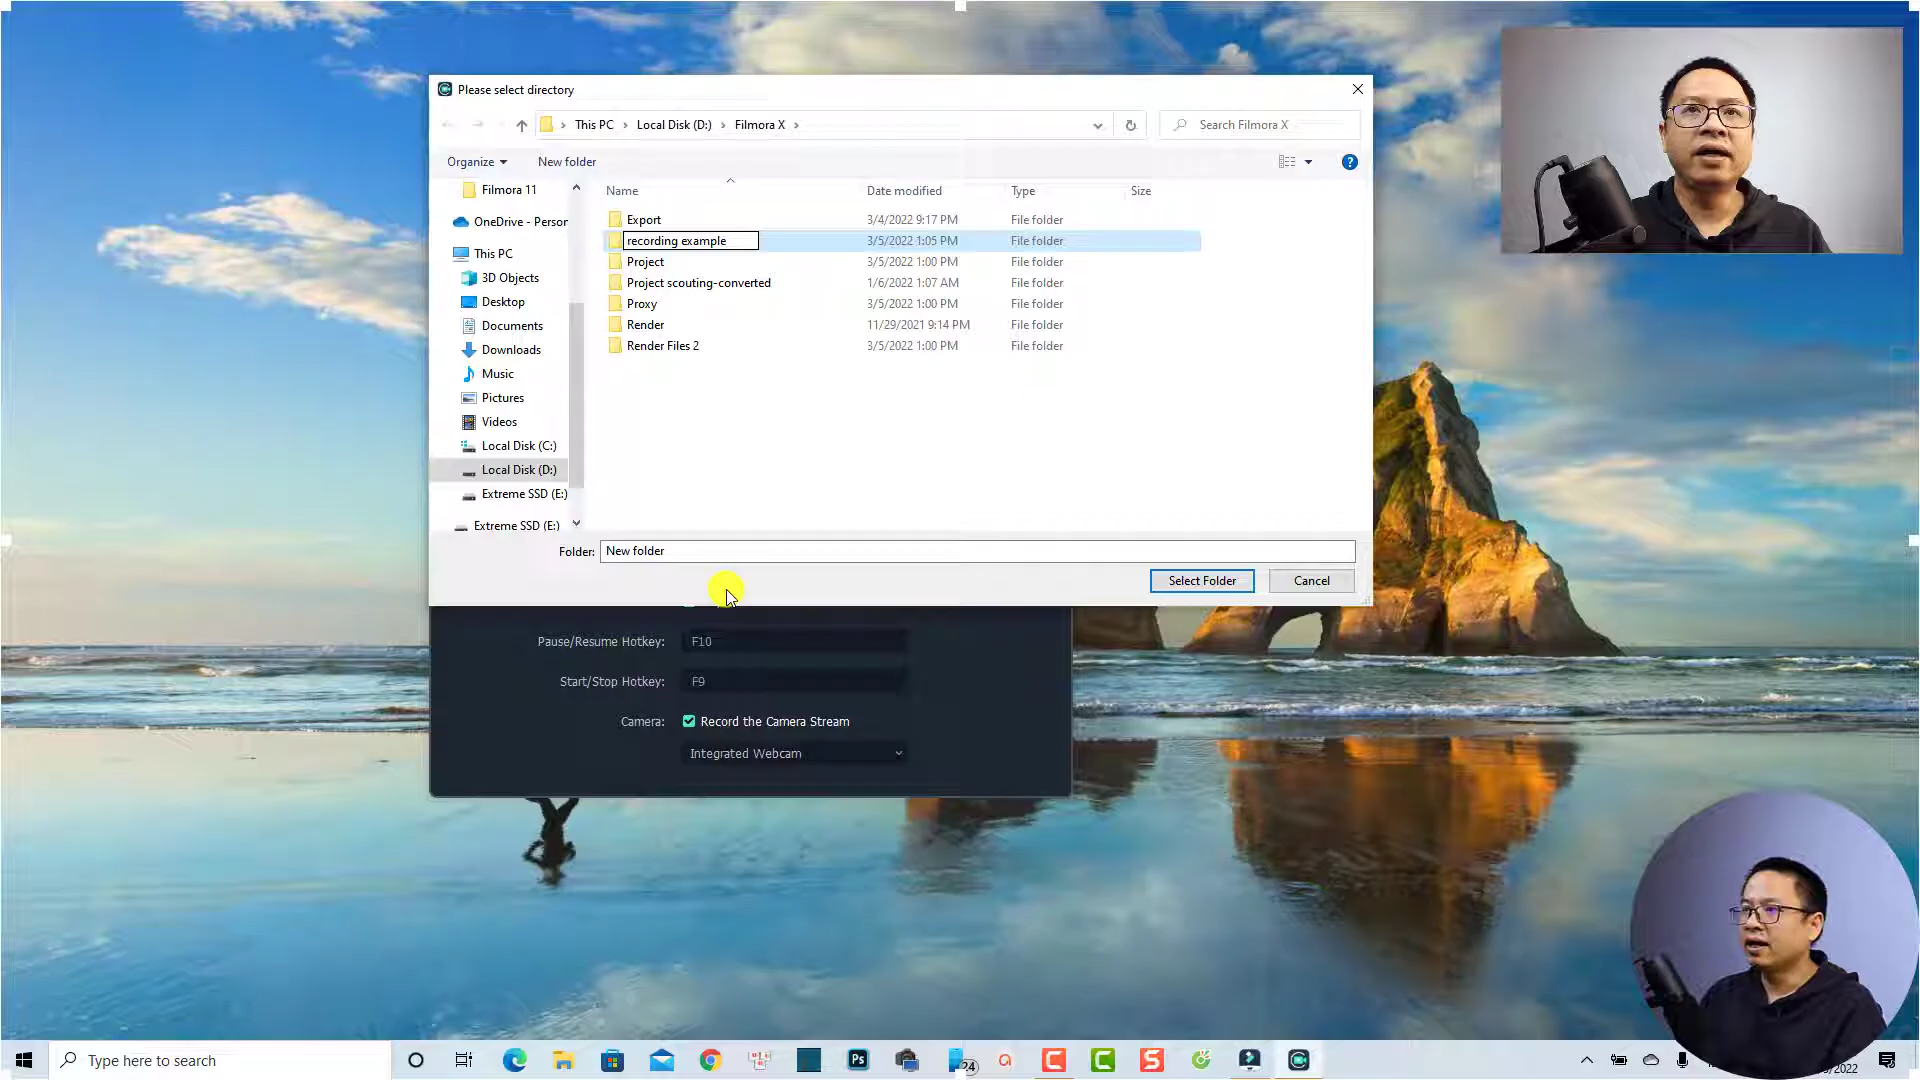 Please select directory
This PC > Local Disk (D:) > Filmora X >
Search Filmora X
Organize
New folder
Name
Date modified
Type
Size
Filmora 11
OneDrive - Person
This PC
3D Objects
Desktop
Documents
Downloads
Music
Pictures
Videos
Local Disk (C:)
Local Disk (D:)
Extreme SSD (E:)
Extreme SSD (E:)
Export 3/4/2022 9:17 PM File folder
recording example 3/5/2022 1:05 PM File folder
Project 3/5/2022 1:00 PM File folder
Project scouting-converted 1/6/2022 1:07 AM File folder
Proxy 3/5/2022 1:00 PM File folder
Render 11/29/2021 9:14 PM File folder
Render Files 2 3/5/2022 1:00 PM File folder
Folder: New folder
Select Folder
Cancel
Pause/Resume Hotkey: F10
Start/Stop Hotkey: F9
Camera: Record the Camera Stream
Integrated Webcam
Type here to search
Ps
24